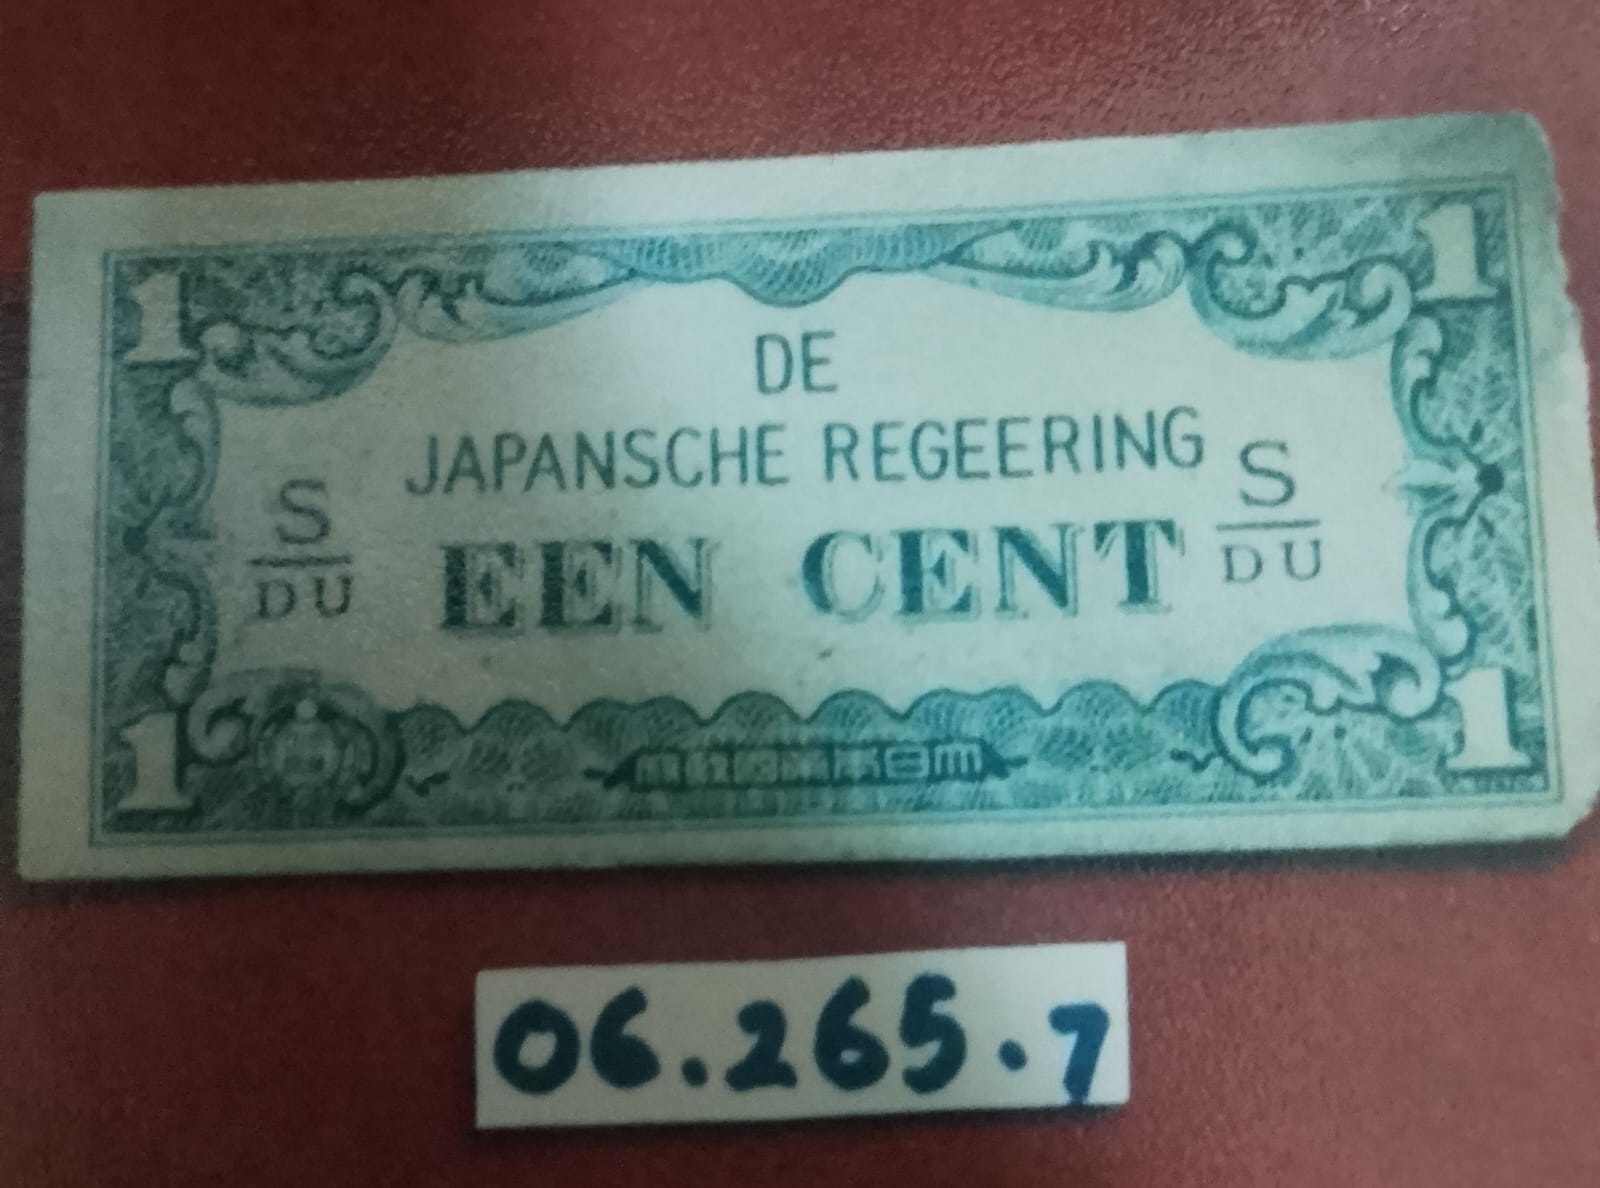 1 1
DE
JAPANSCHE REGEERING
S
DU
S
DU
EEN CENT
1 1
06.265.7